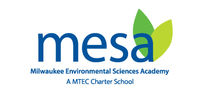 mesa
Milwaukee Environmental Sciences Academy
A MTEC Charter School